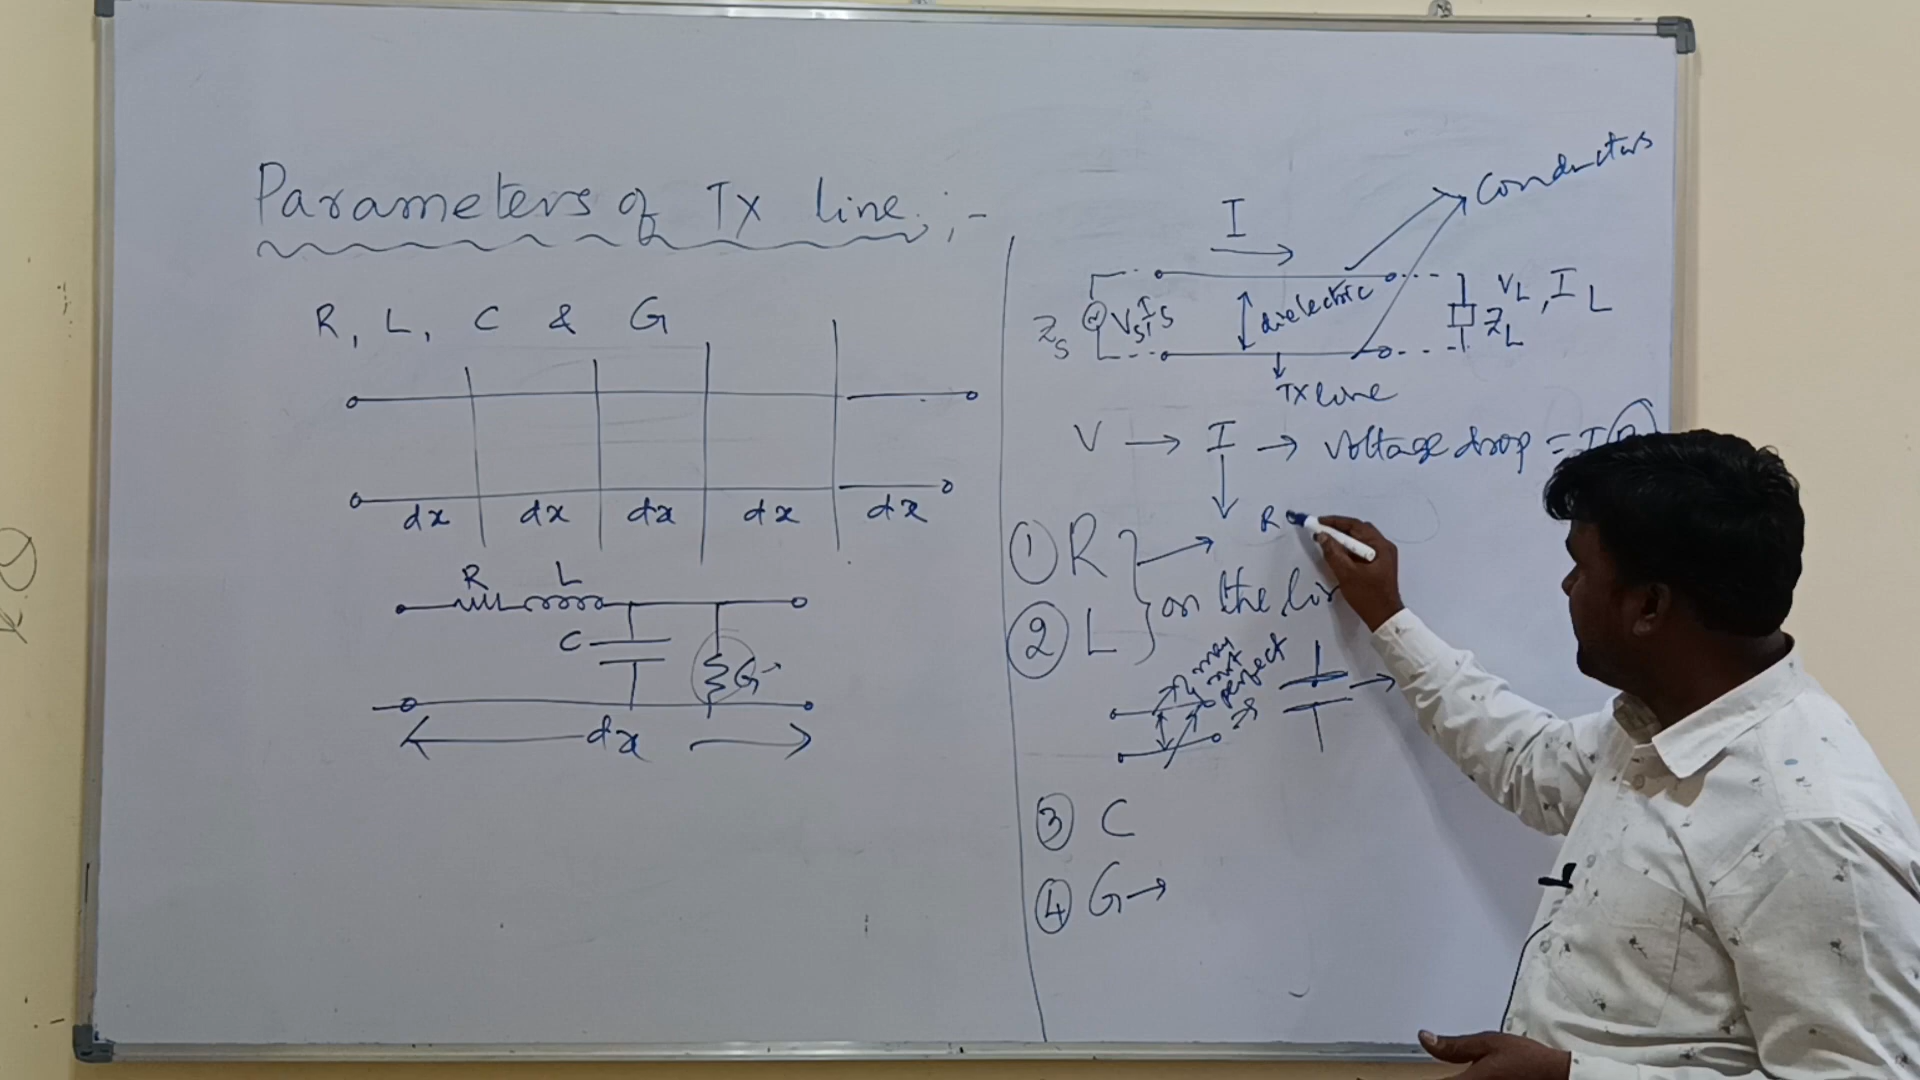 Parameters of Tx line :-
R, L, C & G
dx dx dx dx dx
R L
C
G
dx
Conductors
I
Zs Vs Is dielectric VL, IL
ZL
Tx line
V → I → Voltage drop = I
① R
R
② L
on the
may
not
perfect
③ C
④ G →